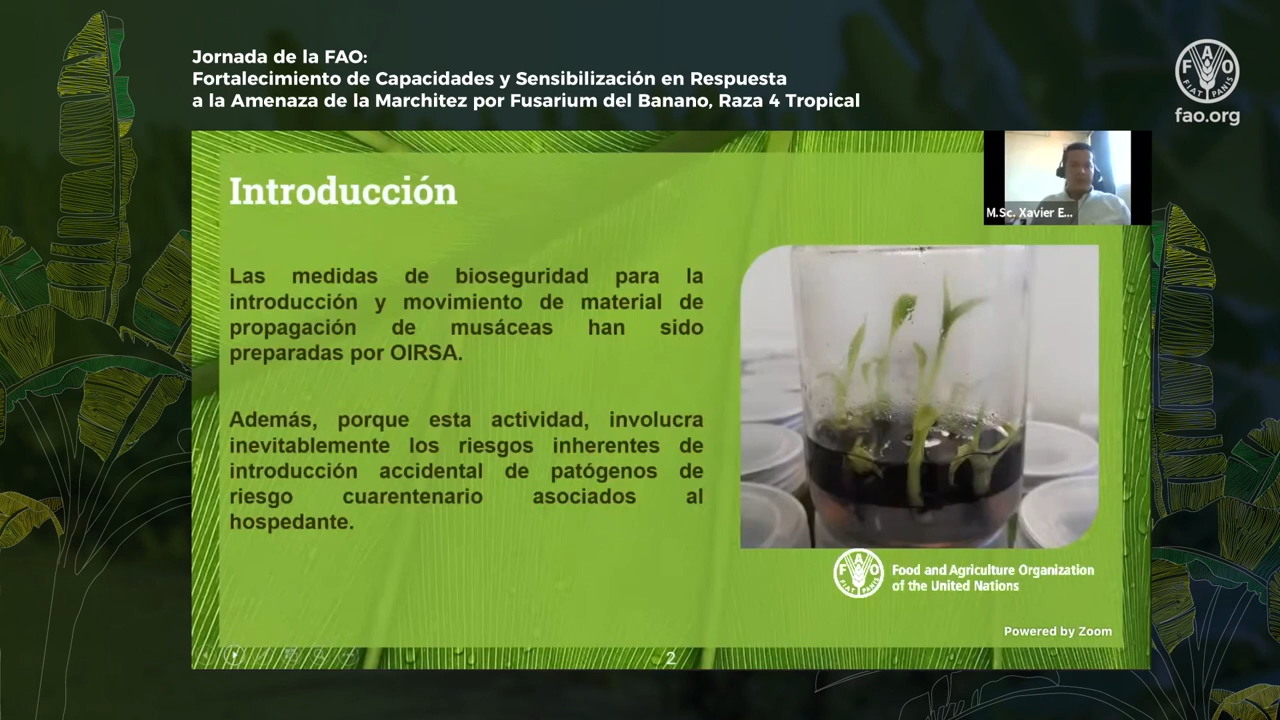 Jornada de la FAO:
Fortalecimiento de Capacidades y Sensibilización en Respuesta
a la Amenaza de la Marchitez por Fusarium del Banano, Raza 4 Tropical
FAO
FIAT PANIS
fao.org
M.Sc. Xavier E...
Introducción
Las medidas de bioseguridad para la
introducción y movimiento de material de
propagación de musáceas han sido
preparadas por OIRSA.
Además, porque esta actividad, involucra
inevitablemente los riesgos inherentes de
introducción accidental de patógenos de
riesgo cuarentenario asociados al
hospedante.
FAO
FIAT PANIS
Food and Agriculture Organization
of the United Nations
Powered by Zoom
2